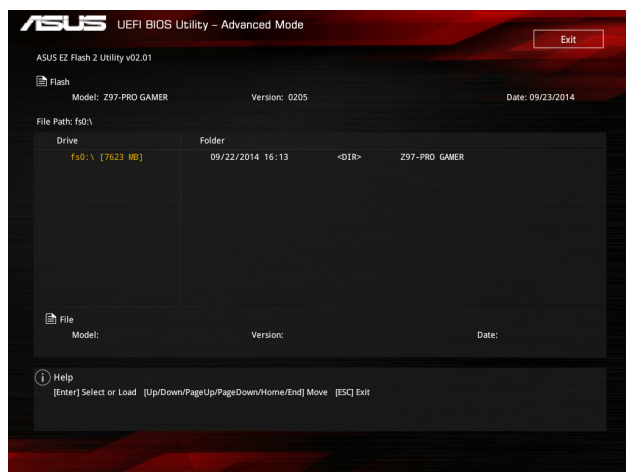 ASUS UEFI BIOS Utility – Advanced Mode
Exit
ASUS EZ Flash 2 Utility v02.01
Flash
Model: Z97-PRO GAMER Version: 0205 Date: 09/23/2014
File Path: fs0:\
Drive Folder
fs0:\ [7623 MB] 09/22/2014 16:13 <DIR> Z97-PRO GAMER
File
Model: Version: Date:
i Help
[Enter] Select or Load [Up/Down/PageUp/PageDown/Home/End] Move [ESC] Exit